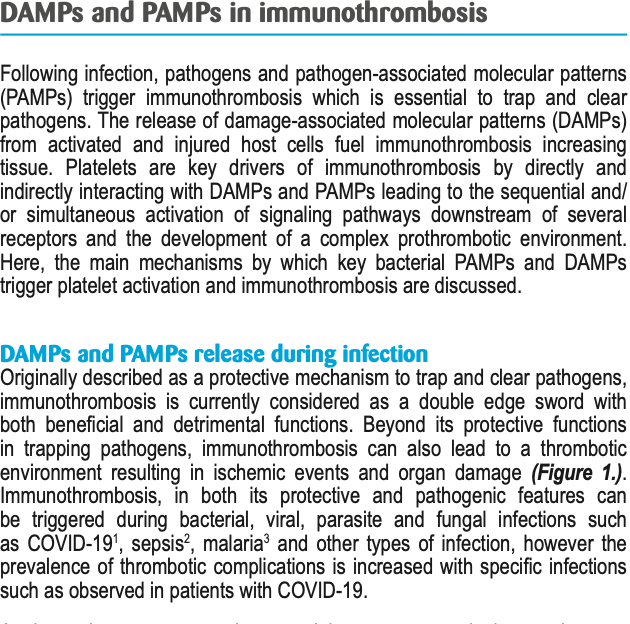 DAMPs and PAMPs in immunothrombosis
Following infection, pathogens and pathogen-associated molecular patterns
(PAMPs) trigger immunothrombosis which is essential to trap and clear
pathogens. The release of damage-associated molecular patterns (DAMPs)
from activated and injured host cells fuel immunothrombosis increasing
tissue. Platelets are key drivers of immunothrombosis by directly and
indirectly interacting with DAMPs and PAMPs leading to the sequential and/
or simultaneous activation of signaling pathways downstream of several
receptors and the development of a complex prothrombotic environment.
Here, the main mechanisms by which key bacterial PAMPs and DAMPs
trigger platelet activation and immunothrombosis are discussed.
DAMPs and PAMPs release during infection
Originally described as a protective mechanism to trap and clear pathogens,
immunothrombosis is currently considered as a double edge sword with
both beneficial and detrimental functions. Beyond its protective functions
in trapping pathogens, immunothrombosis can also lead to a thrombotic
environment resulting in ischemic events and organ damage (Figure 1.).
Immunothrombosis, in both its protective and pathogenic features can
be triggered during bacterial, viral, parasite and fungal infections such
as COVID-19¹, sepsis², malaria³ and other types of infection, however the
prevalence of thrombotic complications is increased with specific infections
such as observed in patients with COVID-19.